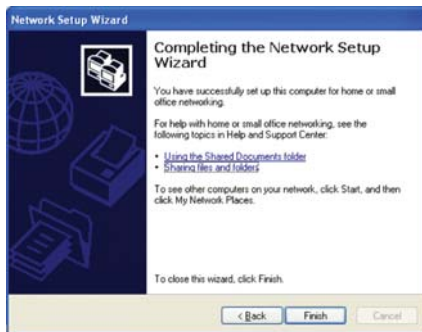 Network Setup Wizard
Completing the Network Setup
Wizard
You have successfully set up this computer for home or small
office networking.
For help with home or small office networking, see the
following topics in Help and Support Center:
• Using the Shared Documents folder
• Sharing files and folders
To see other computers on your network, click Start, and then
click My Network Places.
To close this wizard, click Finish.
< Back
Finish
Cancel